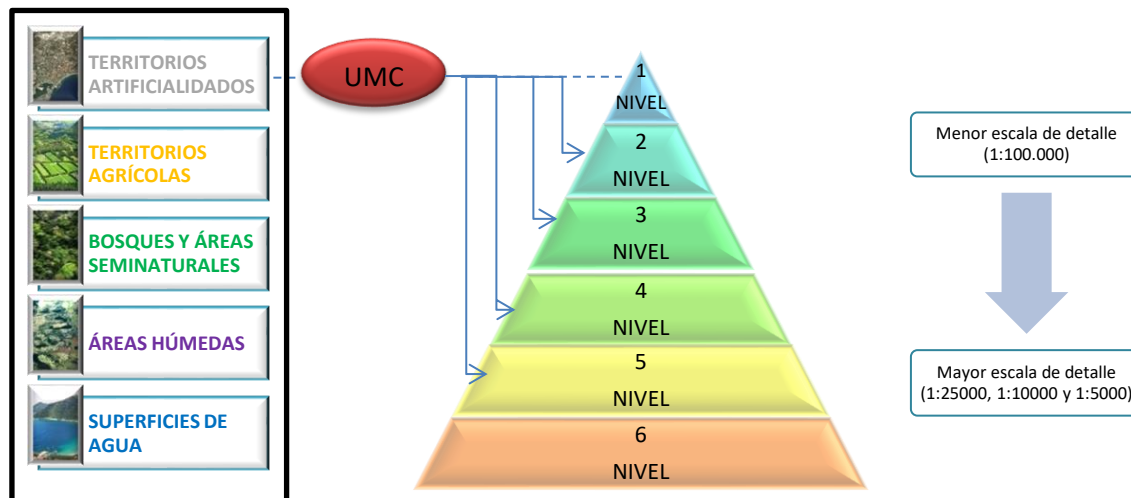 TERRITORIOS
ARTIFICIALIDADOS
TERRITORIOS
AGRÍCOLAS
BOSQUES Y ÁREAS
SEMINATURALES
ÁREAS HÚMEDAS
SUPERFICIES DE
AGUA
UMC
1
NIVEL
2
NIVEL
3
NIVEL
4
NIVEL
5
NIVEL
6
NIVEL
Menor escala de detalle
(1:100.000)
Mayor escala de detalle
(1:25000, 1:10000 y 1:5000)